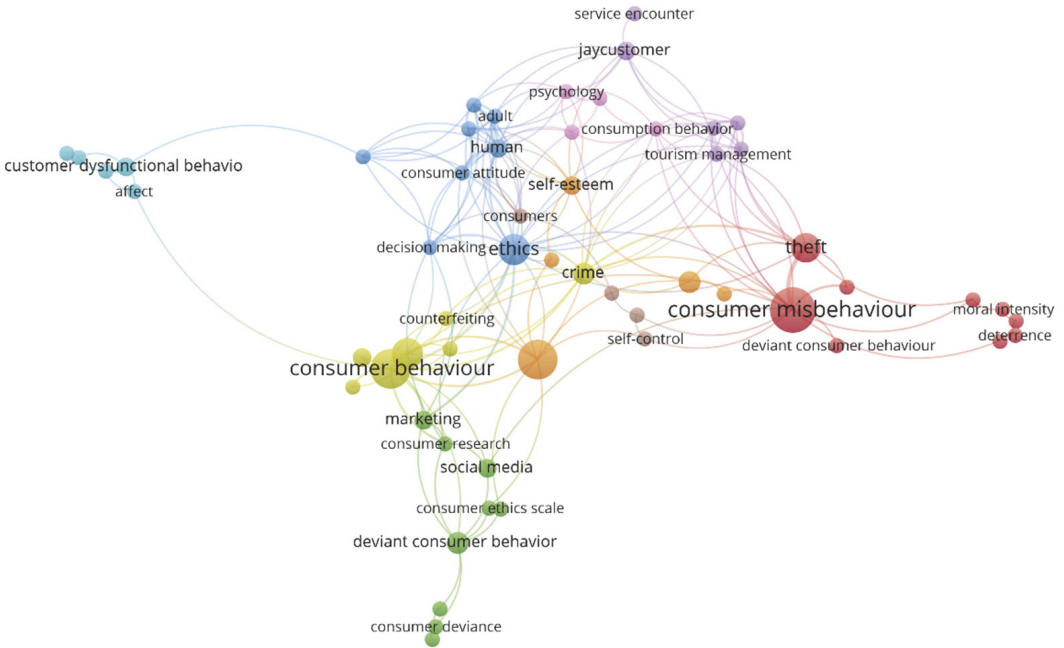 service encounter
jaycustomer
psychology
adult
consumption behavior
human
tourism management
customer dysfunctional behavio
consumer attitude
self-esteem
affect
consumers
decision making
ethics
theft
crime
consumer misbehaviour
moral intensity
counterfeiting
self-control
deviant consumer behaviour
deterrence
consumer behaviour
marketing
consumer research
social media
consumer ethics scale
deviant consumer behavior
consumer deviance